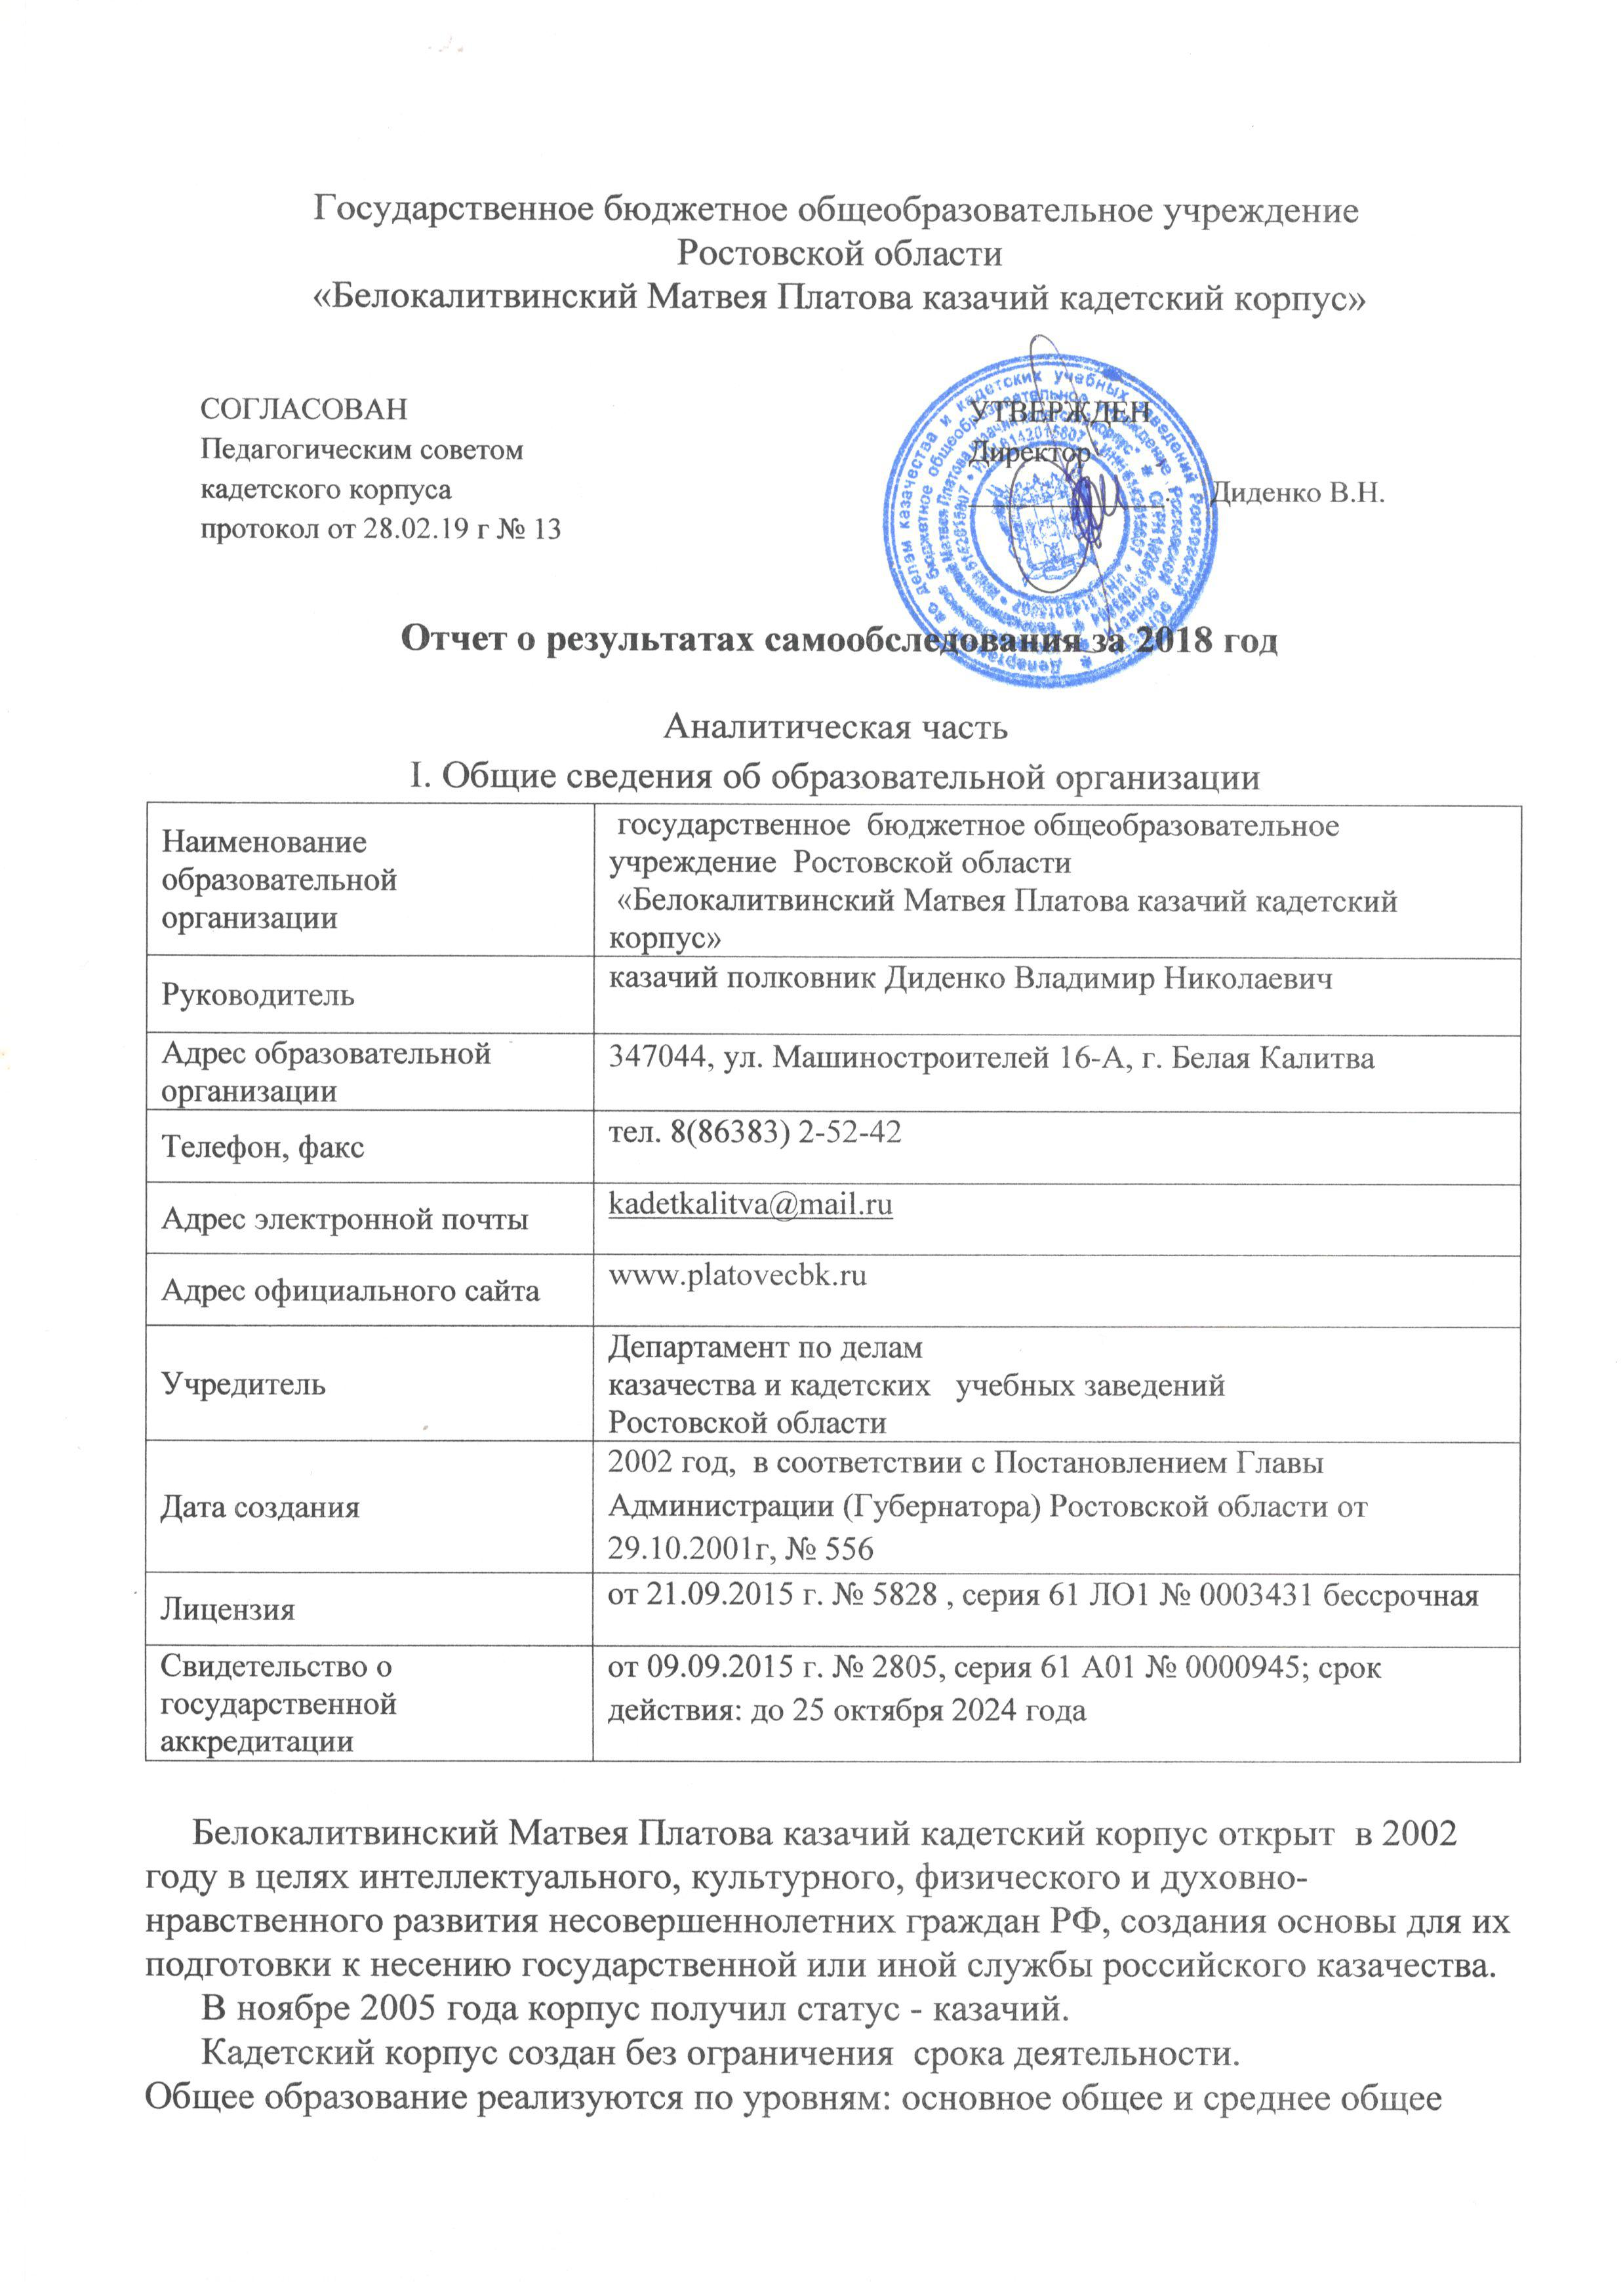 Государственное бюджетное общеобразовательное учреждение
Ростовской области
«Белокалитвинский Матвея Платова казачий кадетский корпус»
СОГЛАСОВАН
Педагогическим советом
кадетского корпуса
протокол от 28.02.19 г № 13
УТВЕРЖДЕН
Директор
Диденко В.Н.
Отчет о результатах самообследования за 2018 год
Аналитическая часть
I. Общие сведения об образовательной организации
Наименование
образовательной
организации
государственное бюджетное общеобразовательное
учреждение Ростовской области
«Белокалитвинский Матвея Платова казачий кадетский
корпус»
Руководитель
казачий полковник Диденко Владимир Николаевич
Адрес образовательной
организации
347044, ул. Машиностроителей 16-А, г. Белая Калитва
Телефон, факс
тел. 8(86383) 2-52-42
Адрес электронной почты
kadetkalitva@mail.ru
Адрес официального сайта
www.platovecbk.ru
Учредитель
Департамент по делам
казачества и кадетских учебных заведений
Ростовской области
Дата создания
2002 год, в соответствии с Постановлением Главы
Администрации (Губернатора) Ростовской области от
29.10.2001г, № 556
Лицензия
от 21.09.2015 г. № 5828 , серия 61 ЛО1 № 0003431 бессрочная
Свидетельство о
государственной
аккредитации
от 09.09.2015 г. № 2805, серия 61 А01 № 0000945; срок
действия: до 25 октября 2024 года
Белокалитвинский Матвея Платова казачий кадетский корпус открыт в 2002
году в целях интеллектуального, культурного, физического и духовно-
нравственного развития несовершеннолетних граждан РФ, создания основы для их
подготовки к несению государственной или иной службы российского казачества.
В ноябре 2005 года корпус получил статус - казачий.
Кадетский корпус создан без ограничения срока деятельности.
Общее образование реализуются по уровням: основное общее и среднее общее